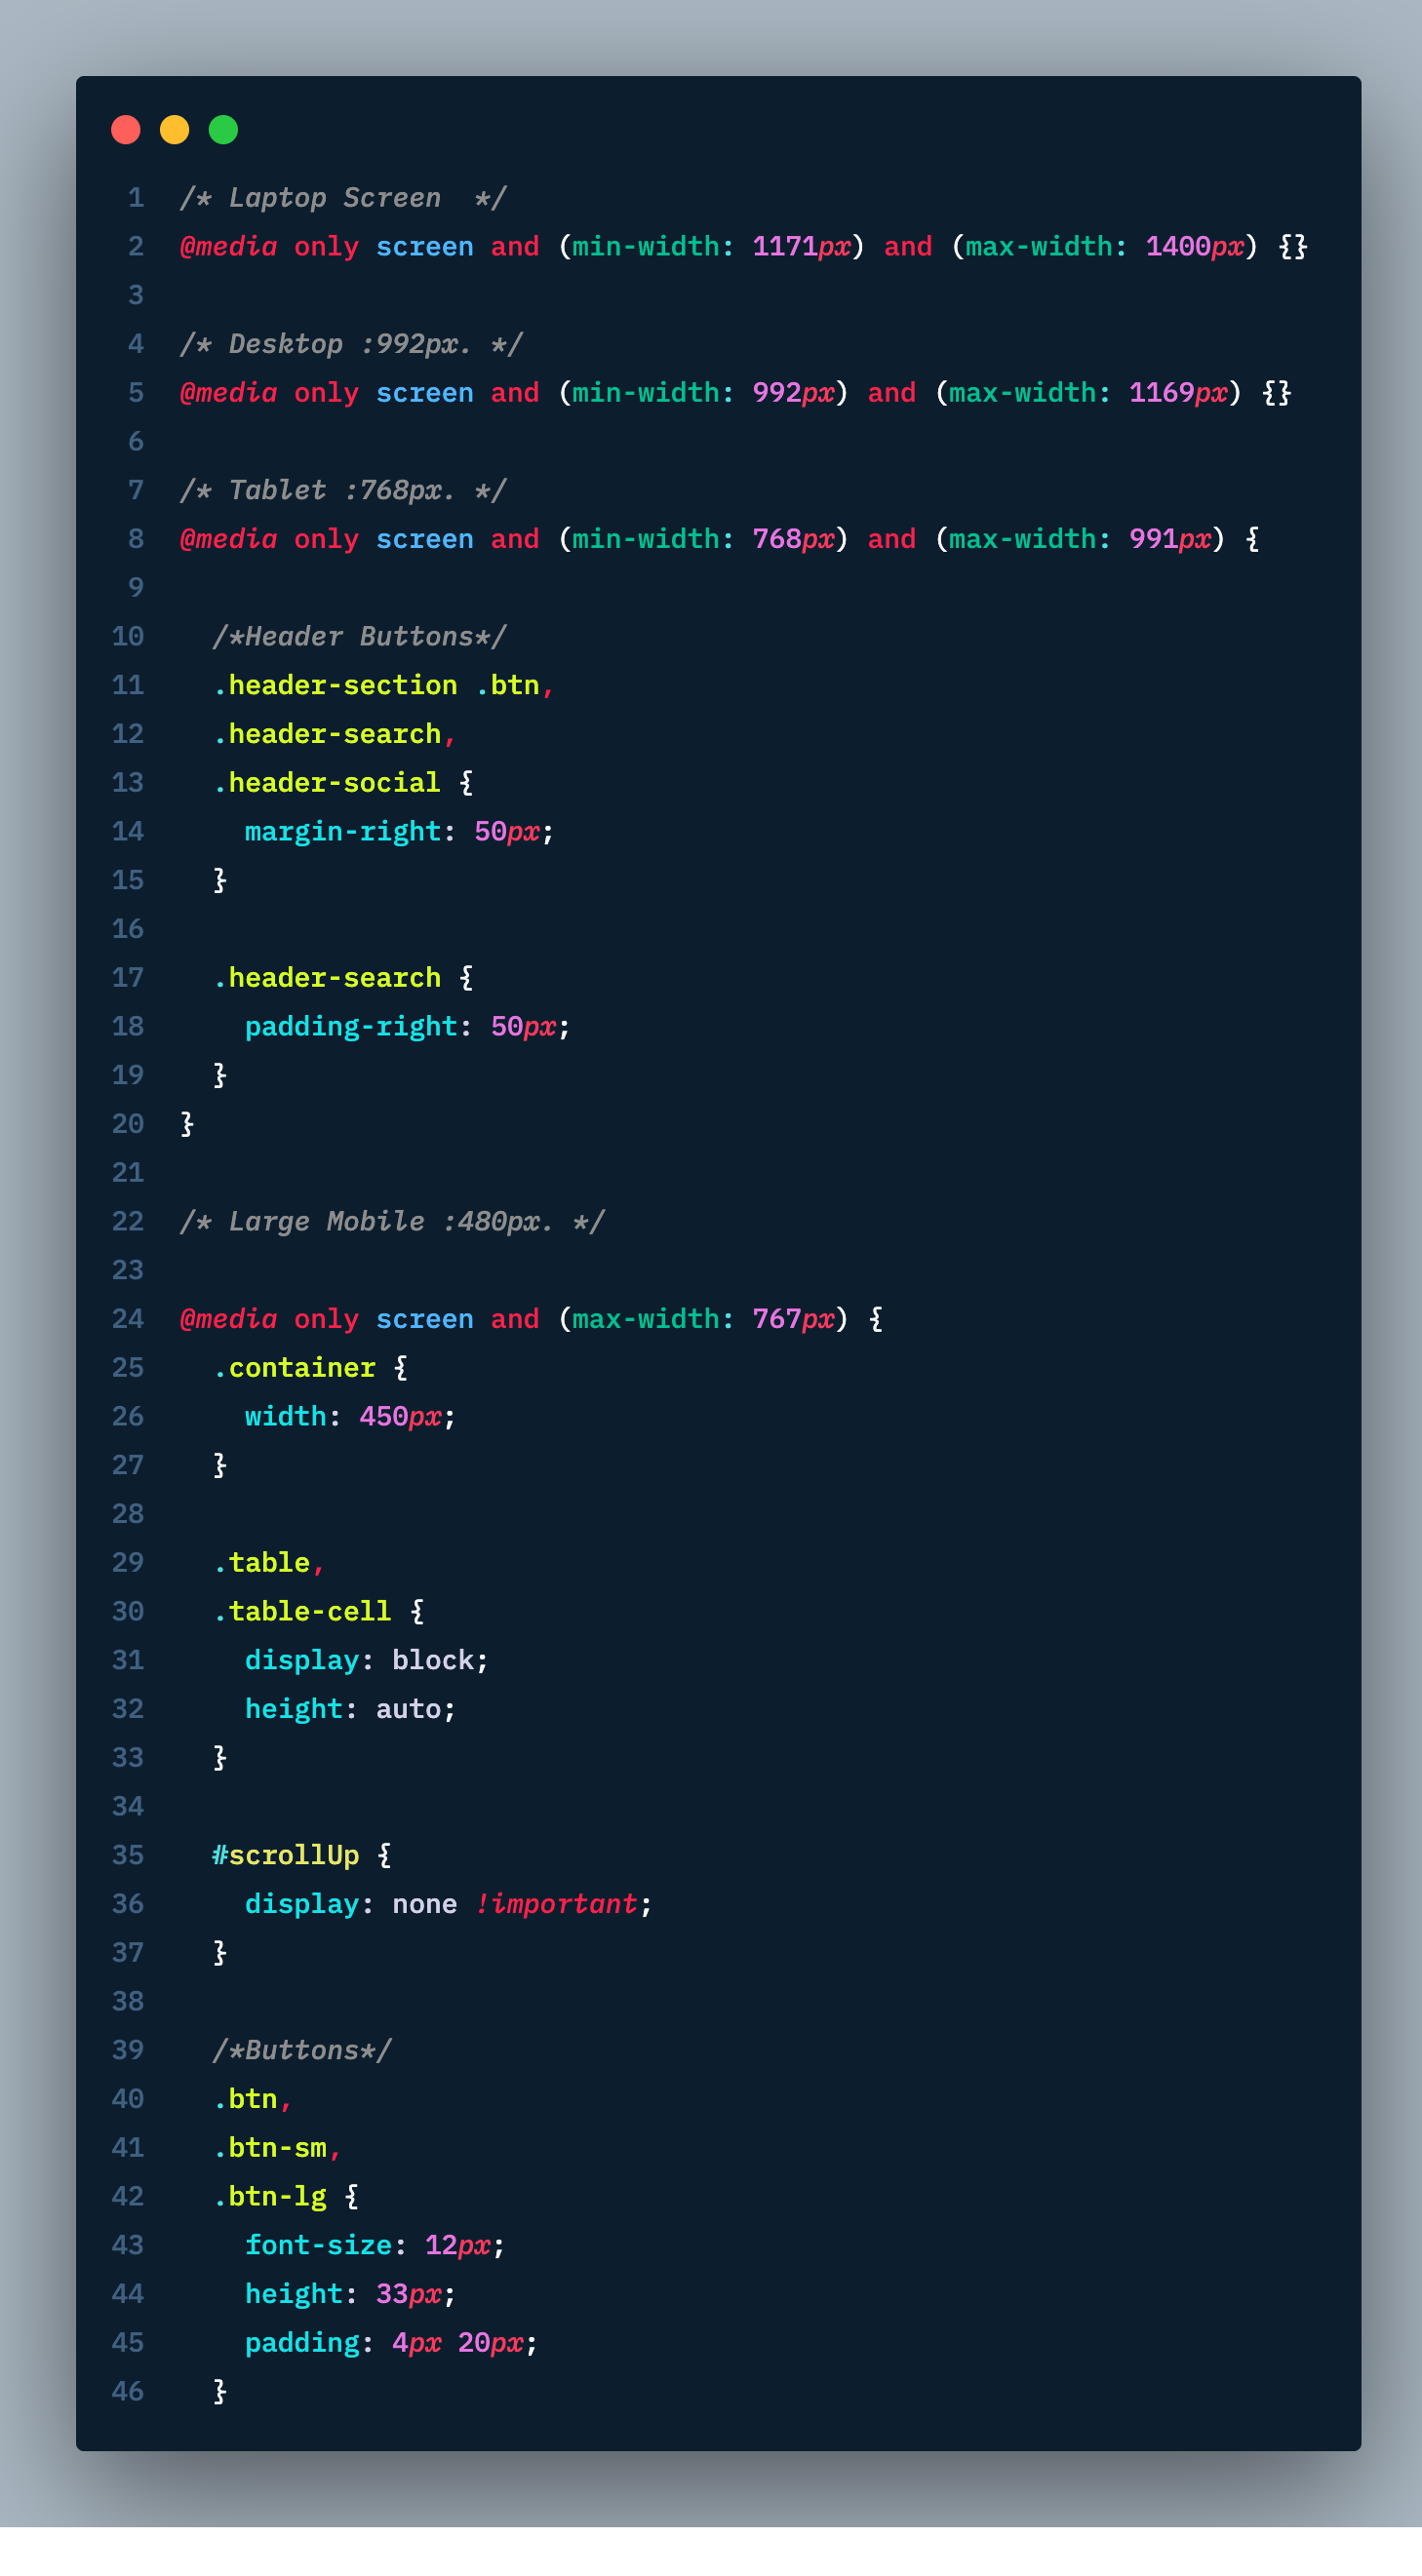 1 /* Laptop Screen  */
2 @media only screen and (min-width: 1171px) and (max-width: 1400px) {}
3
4 /* Desktop :992px. */
5 @media only screen and (min-width: 992px) and (max-width: 1169px) {}
6
7 /* Tablet :768px. */
8 @media only screen and (min-width: 768px) and (max-width: 991px) {
9
10   /*Header Buttons*/
11   .header-section .btn,
12   .header-search,
13   .header-social {
14     margin-right: 50px;
15   }
16
17   .header-search {
18     padding-right: 50px;
19   }
20 }
21
22 /* Large Mobile :480px. */
23
24 @media only screen and (max-width: 767px) {
25   .container {
26     width: 450px;
27   }
28
29   .table,
30   .table-cell {
31     display: block;
32     height: auto;
33   }
34
35   #scrollUp {
36     display: none !important;
37   }
38
39   /*Buttons*/
40   .btn,
41   .btn-sm,
42   .btn-lg {
43     font-size: 12px;
44     height: 33px;
45     padding: 4px 20px;
46   }